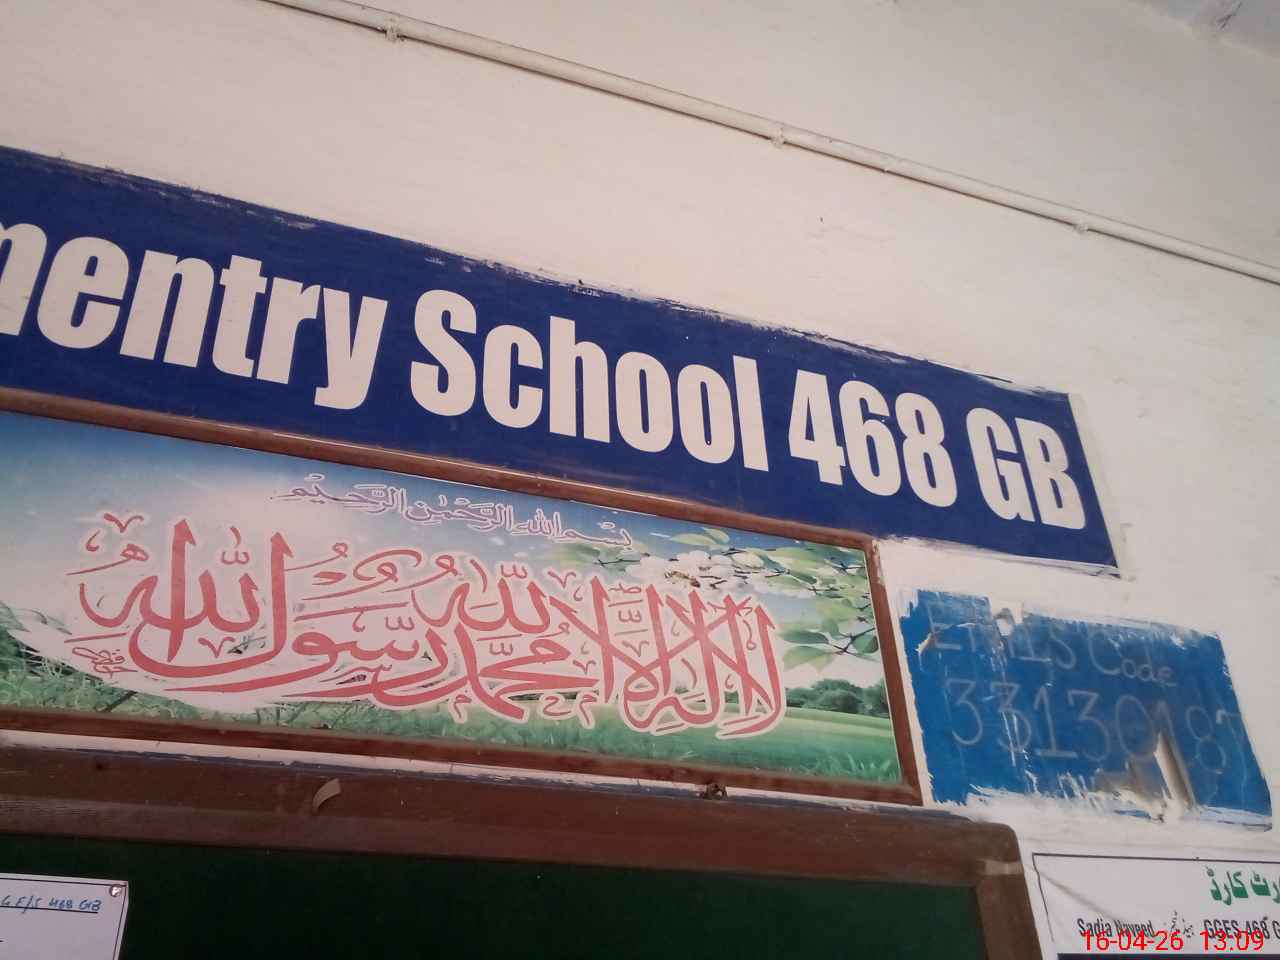 mentry School 468 GB
بسم الله الرحمن الرحيم
لا اله الا الله محمد رسول الله
EMIS Code
33130187
G.E/S 468 GB
رٹ کارڈ
Sadia Naveed GGES 468 G
16-04-26 13:09